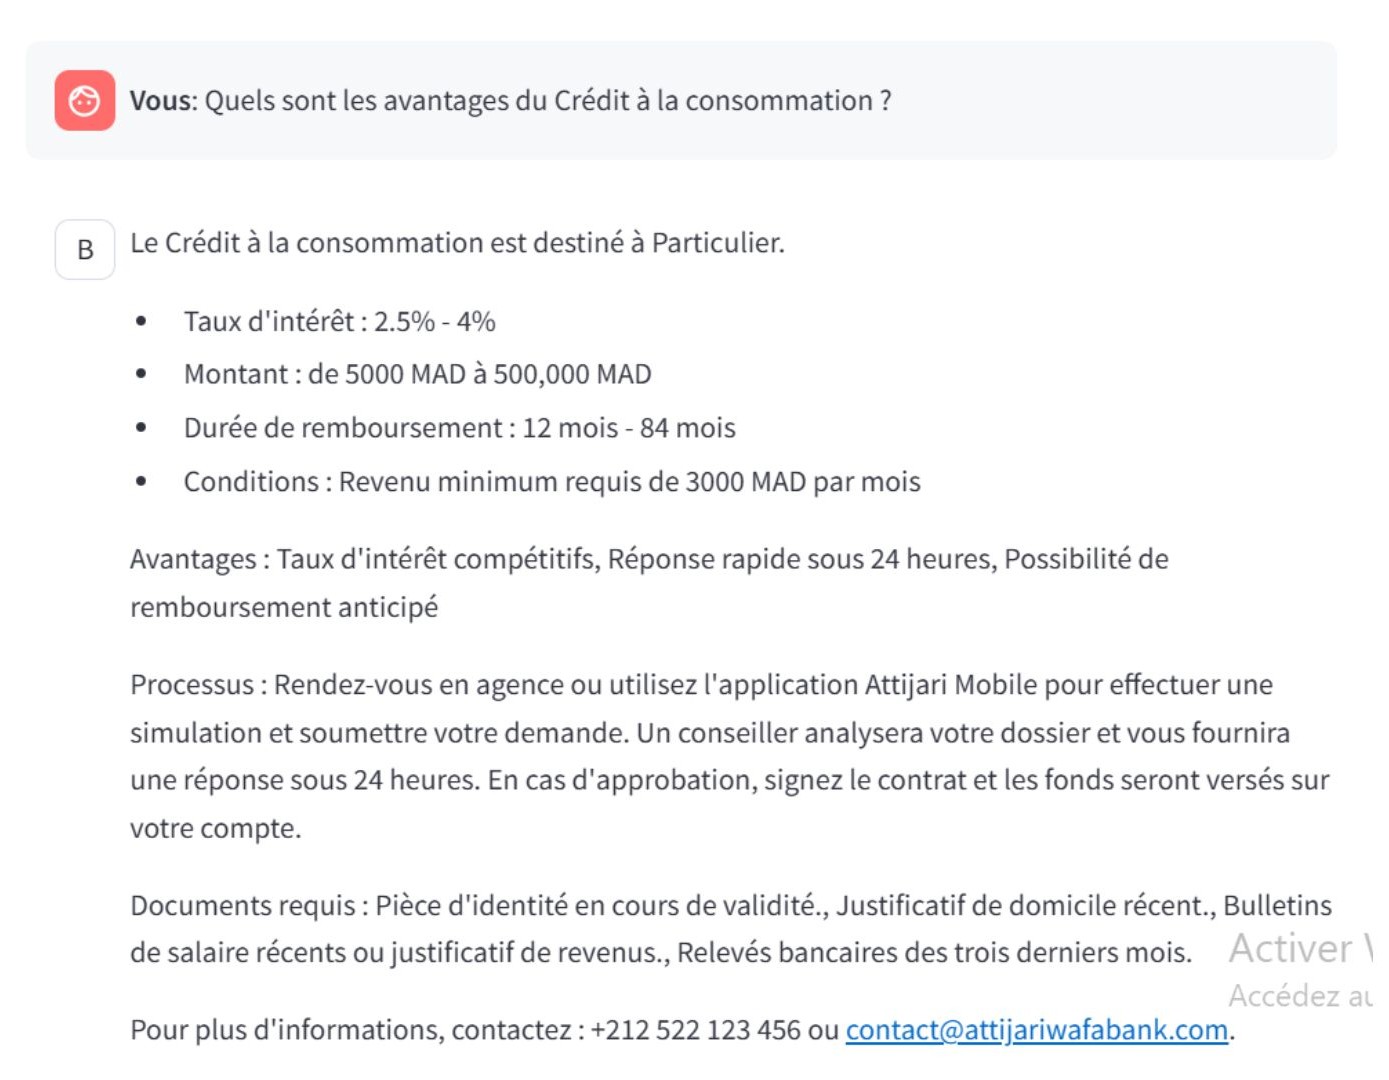 Vous: Quels sont les avantages du Crédit à la consommation ?
B
Le Crédit à la consommation est destiné à Particulier.
• Taux d'intérêt : 2.5% - 4%
• Montant : de 5000 MAD à 500,000 MAD
• Durée de remboursement : 12 mois - 84 mois
• Conditions : Revenu minimum requis de 3000 MAD par mois
Avantages : Taux d'intérêt compétitifs, Réponse rapide sous 24 heures, Possibilité de
remboursement anticipé
Processus : Rendez-vous en agence ou utilisez l'application Attijari Mobile pour effectuer une
simulation et soumettre votre demande. Un conseiller analysera votre dossier et vous fournira
une réponse sous 24 heures. En cas d'approbation, signez le contrat et les fonds seront versés sur
votre compte.
Documents requis : Pièce d'identité en cours de validité., Justificatif de domicile récent., Bulletins
de salaire récents ou justificatif de revenus., Relevés bancaires des trois derniers mois.
Activer
Accédez au
Pour plus d'informations, contactez : +212 522 123 456 ou contact@attijariwafabank.com.